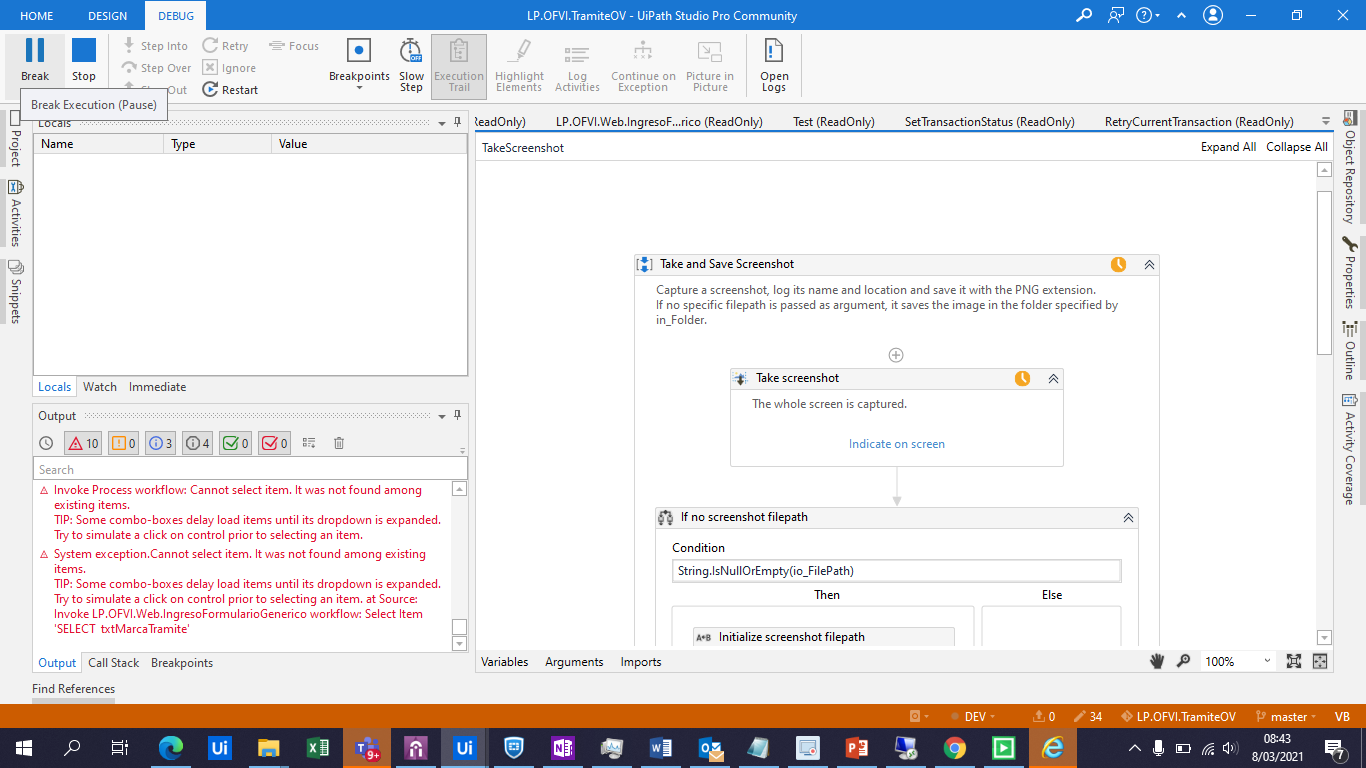 HOME DESIGN DEBUG LP.OFVI.TramiteOV - UiPath Studio Pro Community
Step Into Retry Focus
Step Over Ignore
Restart
Break Stop Breakpoints Slow Step Execution Trail Highlight Elements Log Activities Continue on Exception Picture in Picture Open Logs
Break Execution (Pause)
Locals
Name Type Value
Project
Activities
Snippets
Locals Watch Immediate
Output
10 0 3 4 0 0
Search
Invoke Process workflow: Cannot select item. It was not found among
existing items.
TIP: Some combo-boxes delay load items until its dropdown is expanded.
Try to simulate a click on control prior to selecting an item.
System exception.Cannot select item. It was not found among existing
items.
TIP: Some combo-boxes delay load items until its dropdown is expanded.
Try to simulate a click on control prior to selecting an item. at Source:
Invoke LP.OFVI.Web.IngresoFormularioGenerico workflow: Select Item
'SELECT txtMarcaTramite'
Output Call Stack Breakpoints
Find References
ReadOnly) LP.OFVI.Web.IngresoF...rico (ReadOnly) Test (ReadOnly) SetTransactionStatus (ReadOnly) RetryCurrentTransaction (ReadOnly)
TakeScreenshot Expand All Collapse All
Take and Save Screenshot
Capture a screenshot, log its name and location and save it with the PNG extension.
If no specific filepath is passed as argument, it saves the image in the folder specified by
in_Folder.
Take screenshot
The whole screen is captured.
Indicate on screen
If no screenshot filepath
Condition
String.IsNullOrEmpty(io_FilePath)
Then Else
A+B Initialize screenshot filepath
Variables Arguments Imports 100%
Object Repository
Properties
Outline
Activity Coverage
DEV 0 34 LP.OFVI.TramiteOV master VB
Ui 9+ Ui
08:43
8/03/2021
7